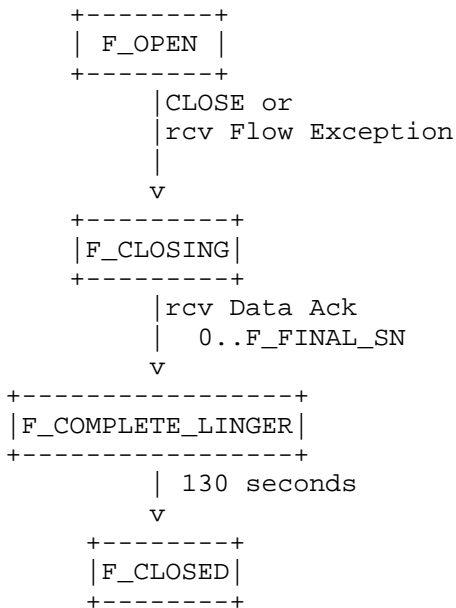 +--------+
| F_OPEN |
+--------+
|CLOSE or
|rcv Flow Exception
|
v
+---------+
|F_CLOSING|
+---------+
|rcv Data Ack
|  0..F_FINAL_SN
v
+-----------------+
|F_COMPLETE_LINGER|
+-----------------+
| 130 seconds
v
+--------+
|F_CLOSED|
+--------+